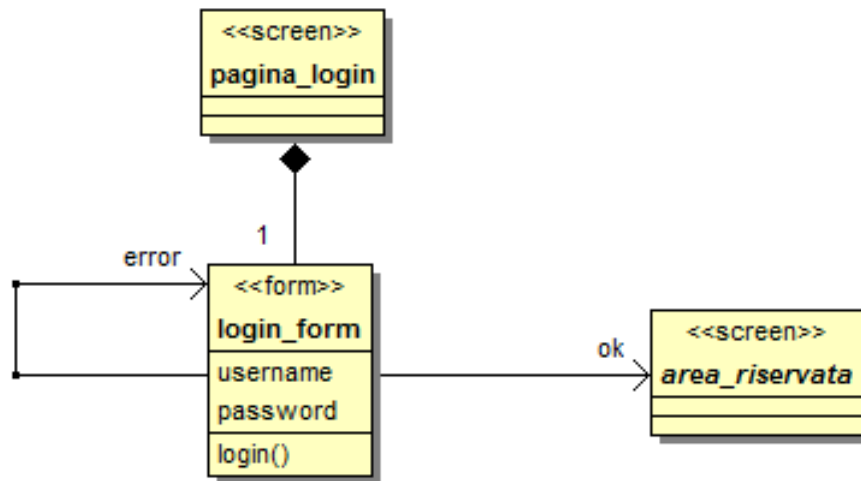 <<screen>>
pagina_login
1
error
<<form>>
login_form
username
password
login()
ok
<<screen>>
area_riservata